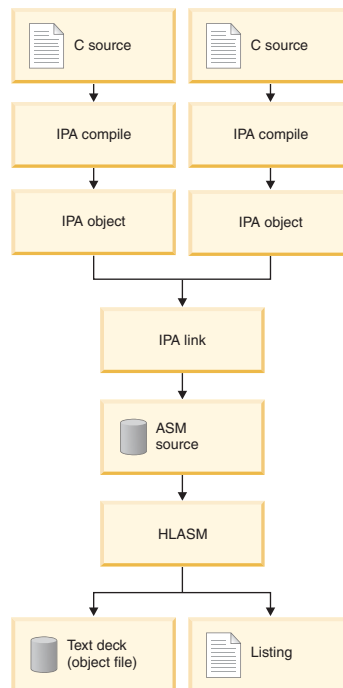 C source
C source
IPA compile
IPA compile
IPA object
IPA object
IPA link
ASM
source
HLASM
Text deck
(object file)
Listing